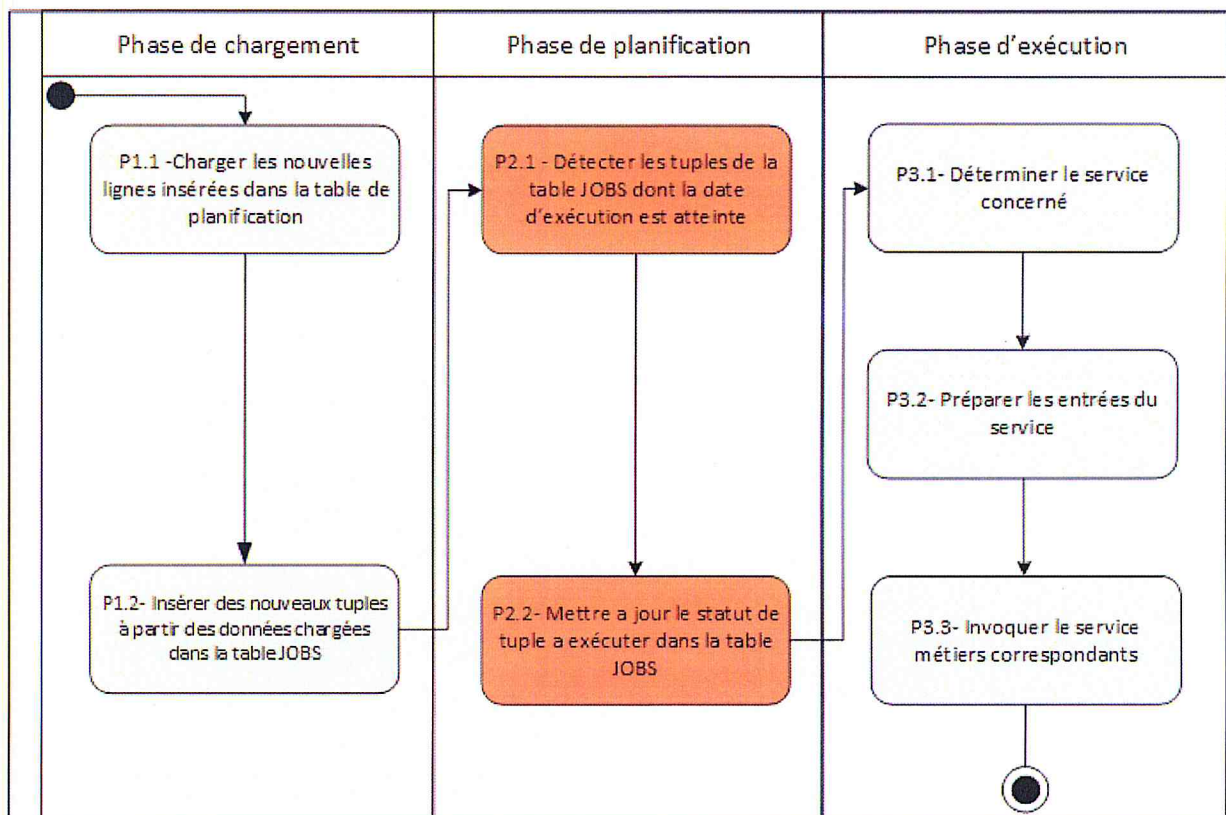 Phase de chargement
Phase de planification
Phase d'exécution
P1.1 -Charger les nouvelles
lignes insérées dans la table de
planification
P1.2- Insérer des nouveaux tuples
à partir des données chargées
dans la table JOBS
P2.1 - Détecter les tuples de la
table JOBS dont la date
d'exécution est atteinte
P2.2- Mettre a jour le statut de
tuple a exécuter dans la table
JOBS
P3.1- Déterminer le service
concerné
P3.2- Préparer les entrées du
service
P3.3- Invoquer le service
métiers correspondants